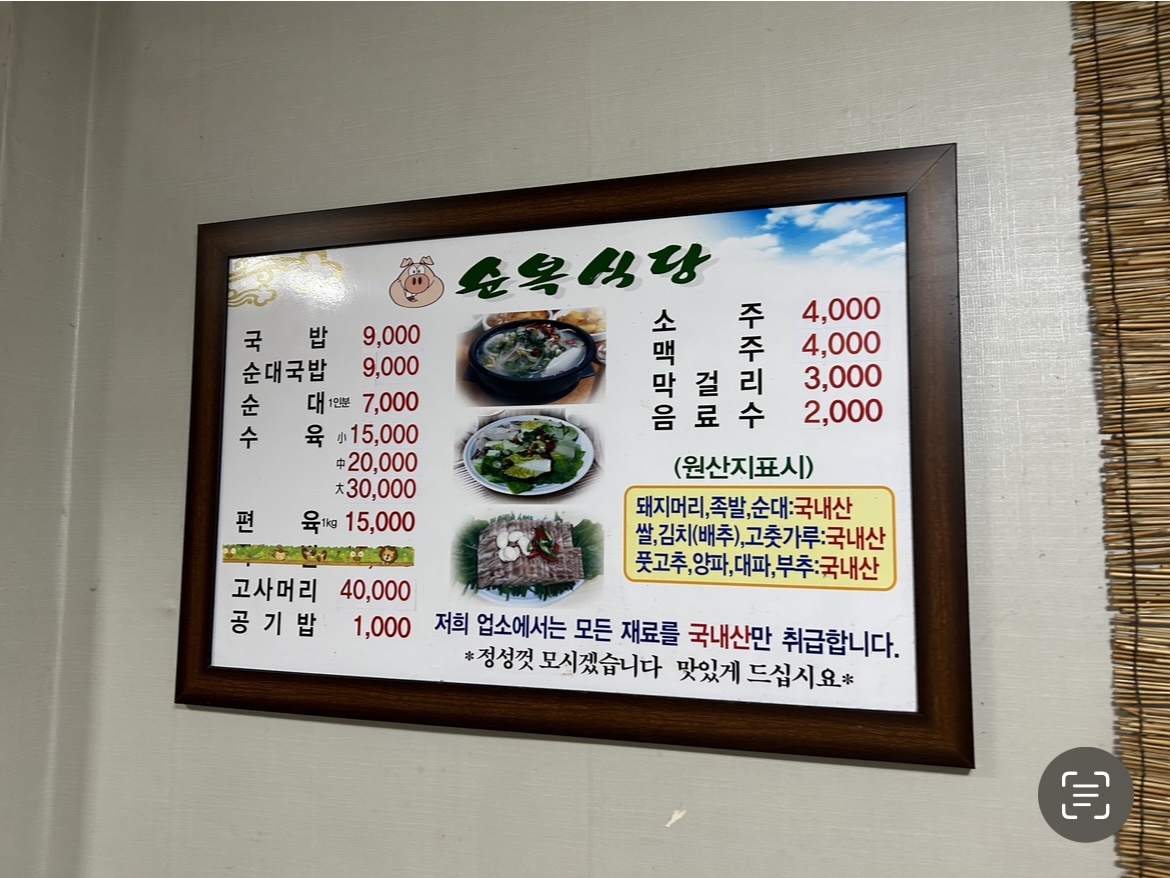 순옥식당
국 밥 9,000
순대국밥 9,000
순 대 1인분 7,000
수 육 小 15,000
中 20,000
大 30,000
편 육 1kg 15,000
고사머리 40,000
공 기 밥 1,000
소 주 4,000
맥 주 4,000
막 걸 리 3,000
음 료 수 2,000
(원산지표시)
돼지머리,족발,순대:국내산
쌀,김치(배추),고춧가루:국내산
풋고추,양파,대파,부추:국내산
저희 업소에서는 모든 재료를 국내산만 취급합니다.
*정성껏 모시겠습니다 맛있게 드십시요*